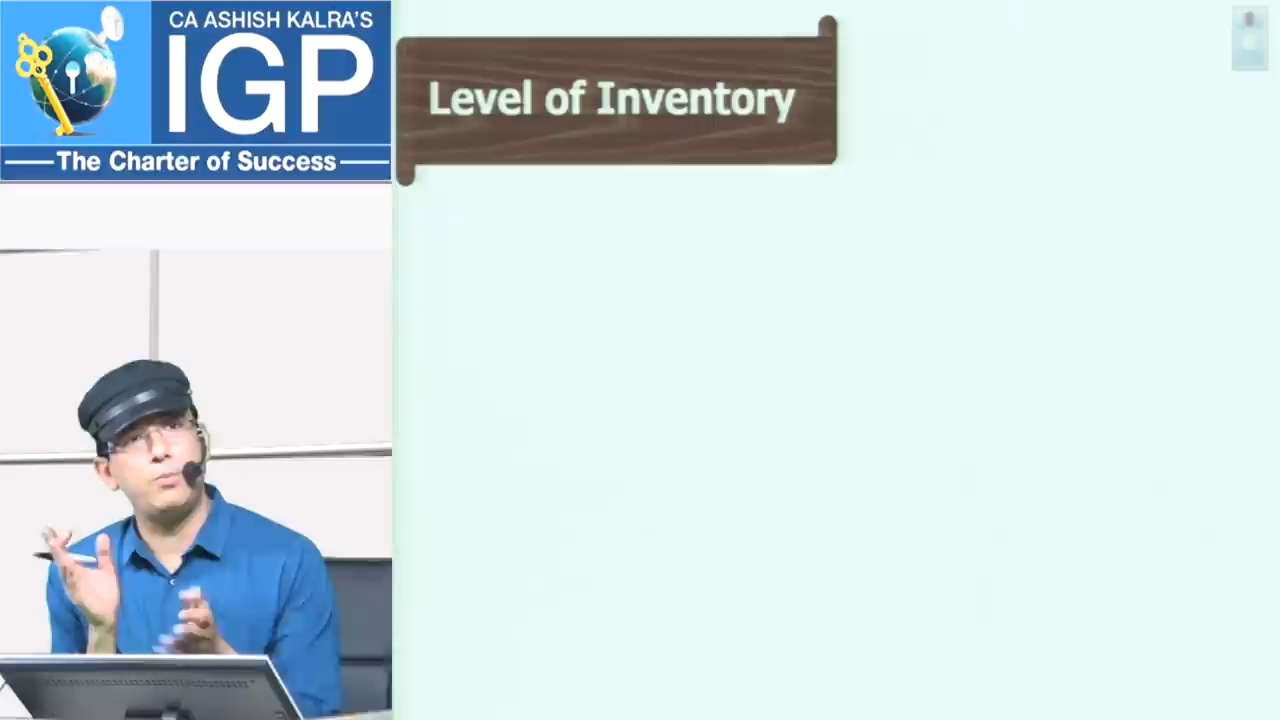 CA ASHISH KALRA'S
IGP
The Charter of Success
Level of Inventory